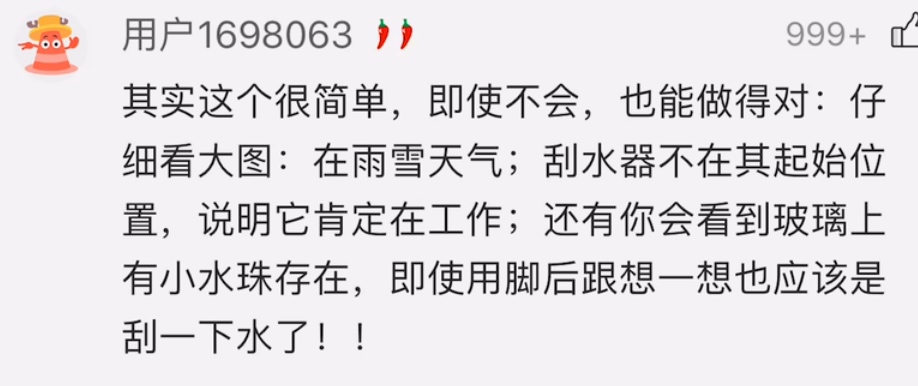 用户1698063
999+
其实这个很简单，即使不会，也能做得对：仔
细看大图：在雨雪天气；刮水器不在其起始位
置，说明它肯定在工作；还有你会看到玻璃上
有小水珠存在，即使用脚后跟想一想也应该是
刮一下水了！！